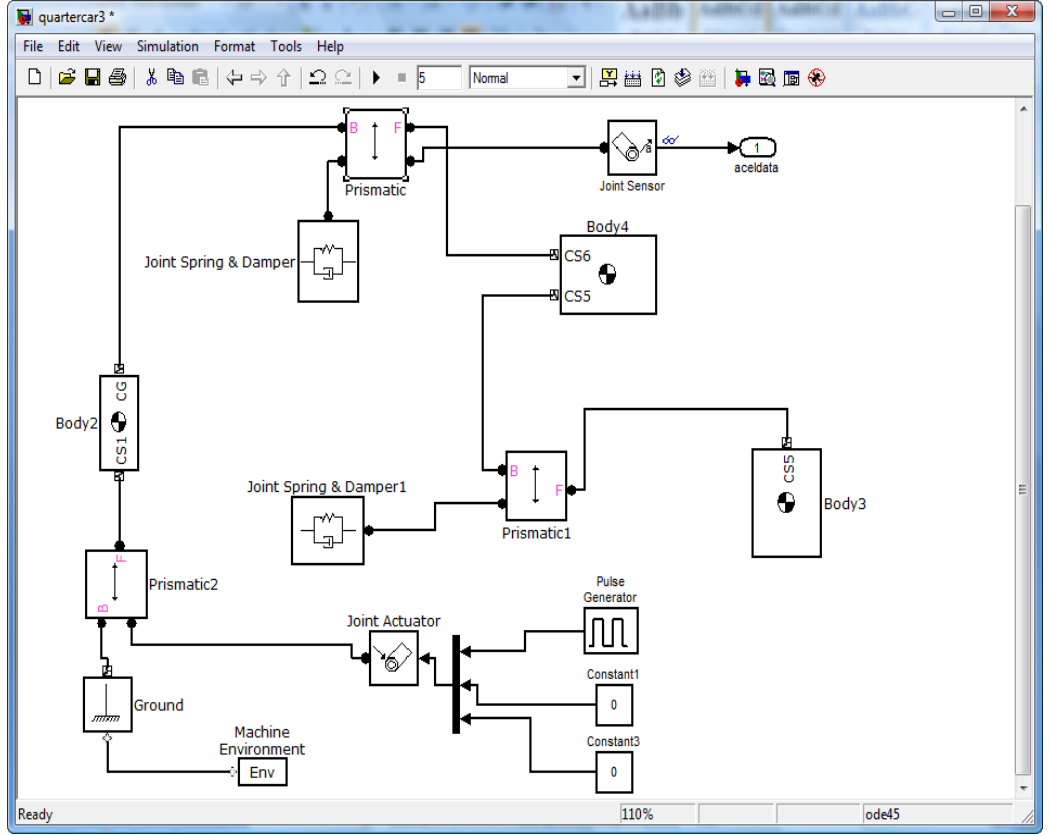 quartercar3 *
File Edit View Simulation Format Tools Help
5 Normal
B F
Prismatic
a
Joint Sensor
1
aceldata
Joint Spring & Damper
Body4
CS6
CS5
CG
Body2
CS1
B
F
Prismatic1
CS5
Body3
Joint Spring & Damper1
F
B
Prismatic2
Joint Actuator
Pulse
Generator
Constant1
0
Constant3
0
Ground
Machine
Environment
Env
Ready 110% ode45